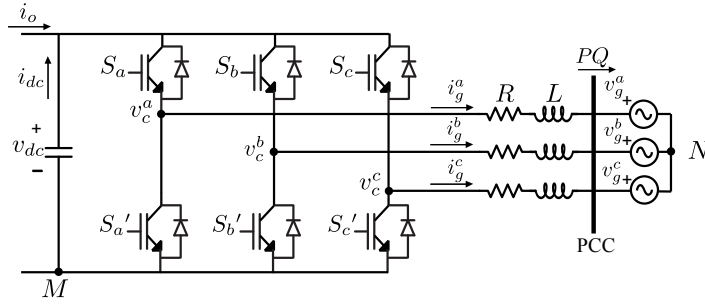 i_o
i_dc
+
v_dc
−
M
S_a
S_b
S_c
v_c^a
v_c^b
v_c^c
S_a'
S_b'
S_c'
i_g^a
i_g^b
i_g^c
R
L
PQ
v_g^a
+
v_g^b
+
v_g^c
+
N
PCC